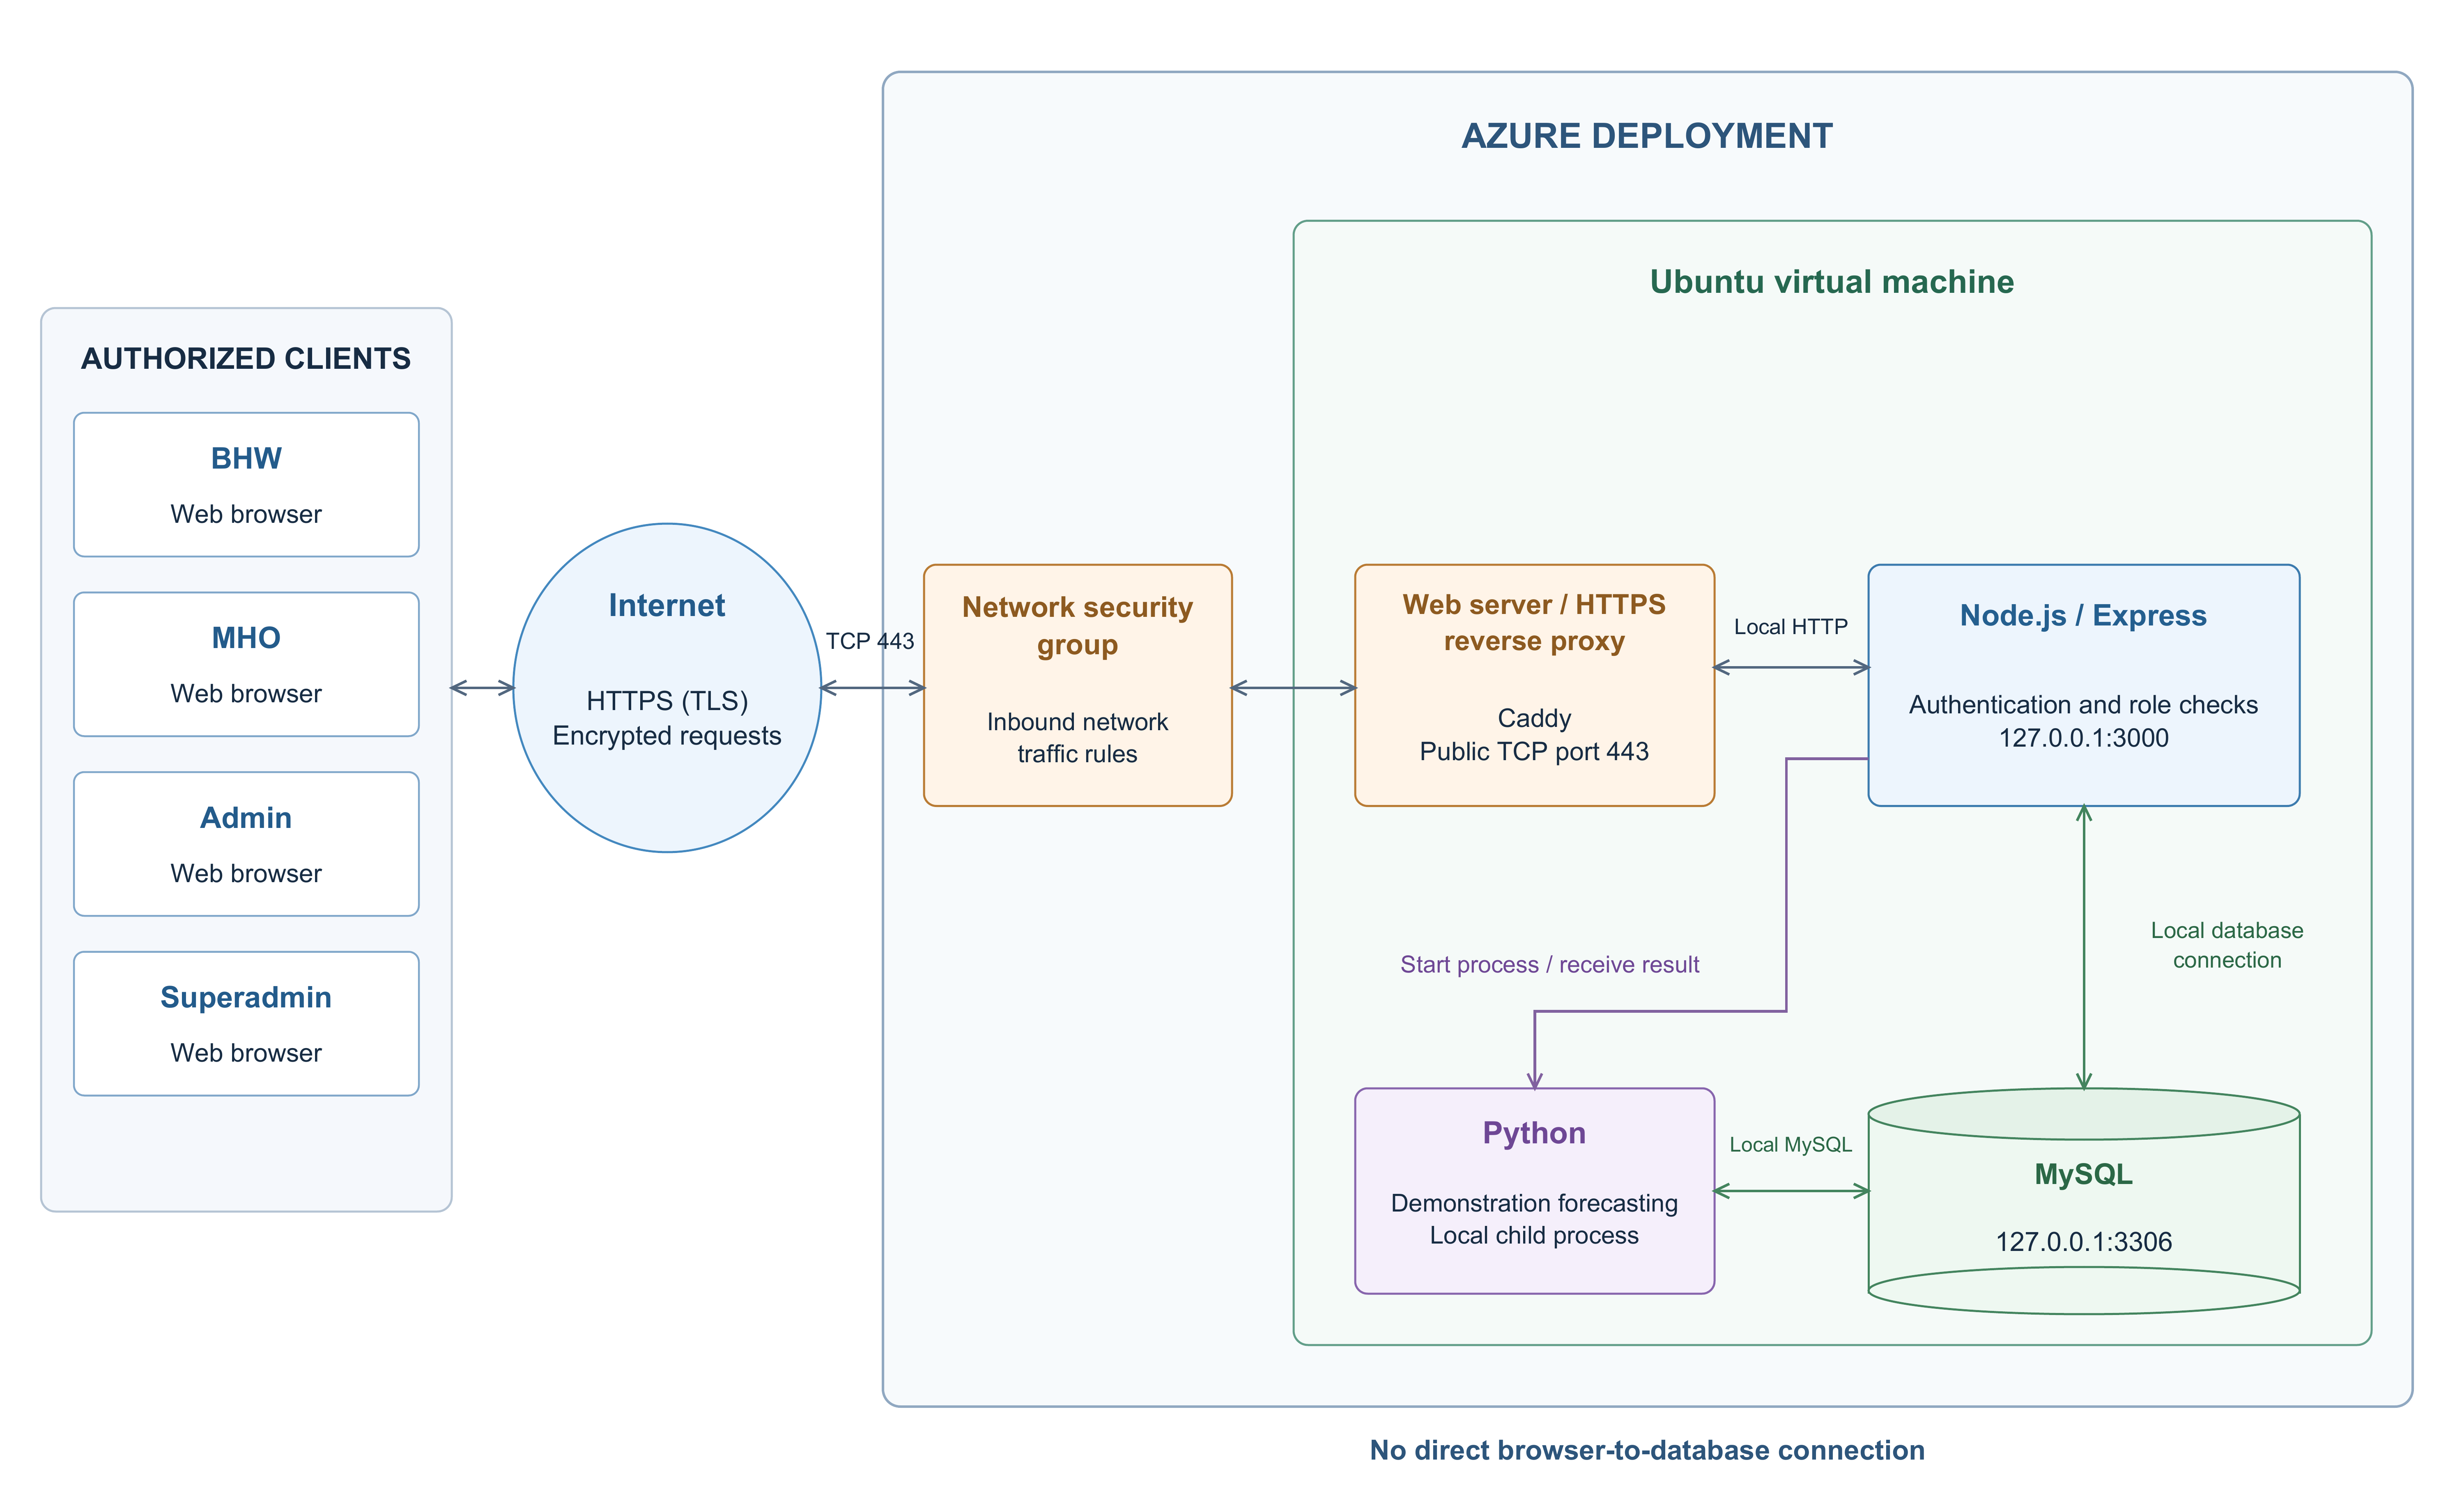 AZURE DEPLOYMENT
Ubuntu virtual machine
AUTHORIZED CLIENTS
BHW
Web browser
MHO
Web browser
Admin
Web browser
Superadmin
Web browser
Internet
HTTPS (TLS)
Encrypted requests
TCP 443
Network security
group
Inbound network
traffic rules
Web server / HTTPS
reverse proxy
Caddy
Public TCP port 443
Local HTTP
Node.js / Express
Authentication and role checks
127.0.0.1:3000
Start process / receive result
Local database
connection
Python
Demonstration forecasting
Local child process
Local MySQL
MySQL
127.0.0.1:3306
No direct browser-to-database connection